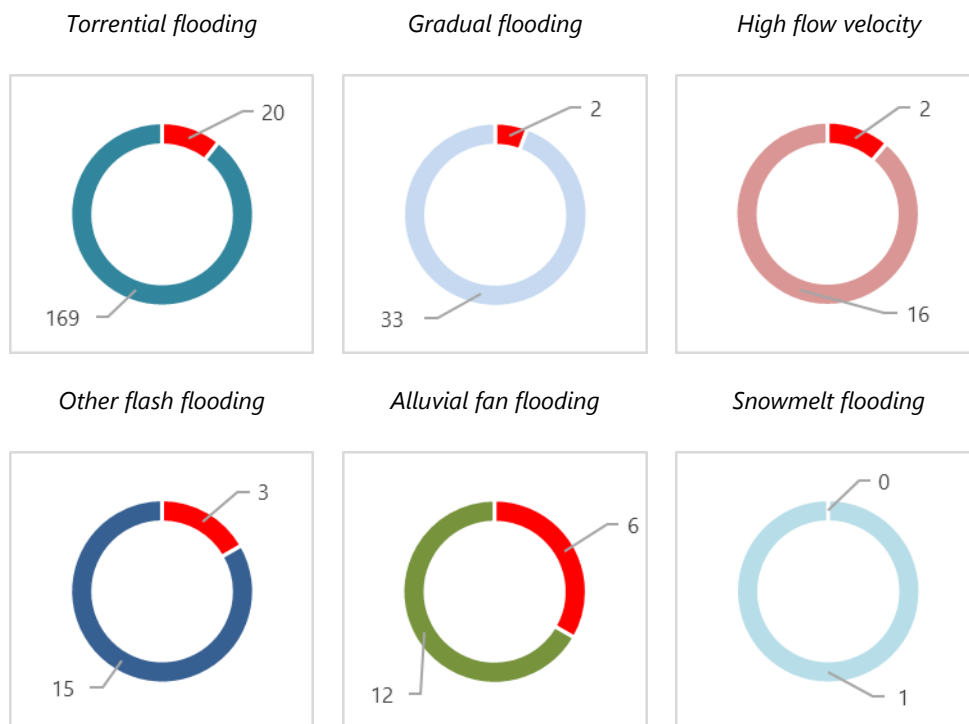 Torrential flooding
Gradual flooding
High flow velocity
20
169
2
33
2
16
Other flash flooding
Alluvial fan flooding
Snowmelt flooding
3
15
6
12
0
1